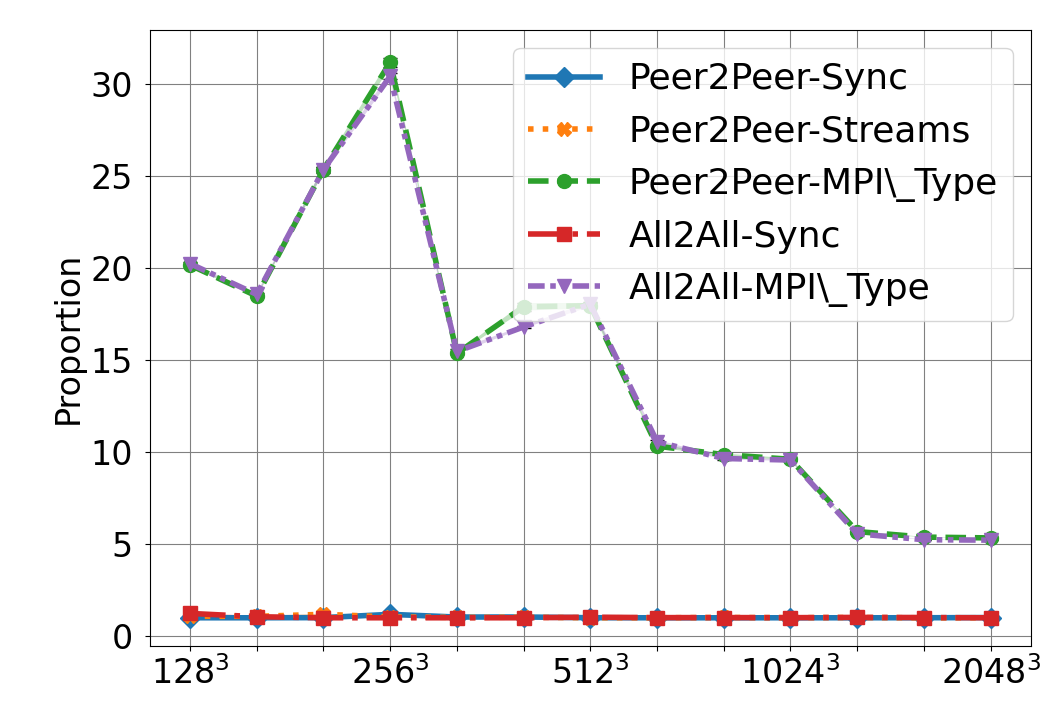 Proportion
30
25
20
15
10
5
0
Peer2Peer-Sync
Peer2Peer-Streams
Peer2Peer-MPI\_Type
All2All-Sync
All2All-MPI\_Type
128³ 256³ 512³ 1024³ 2048³